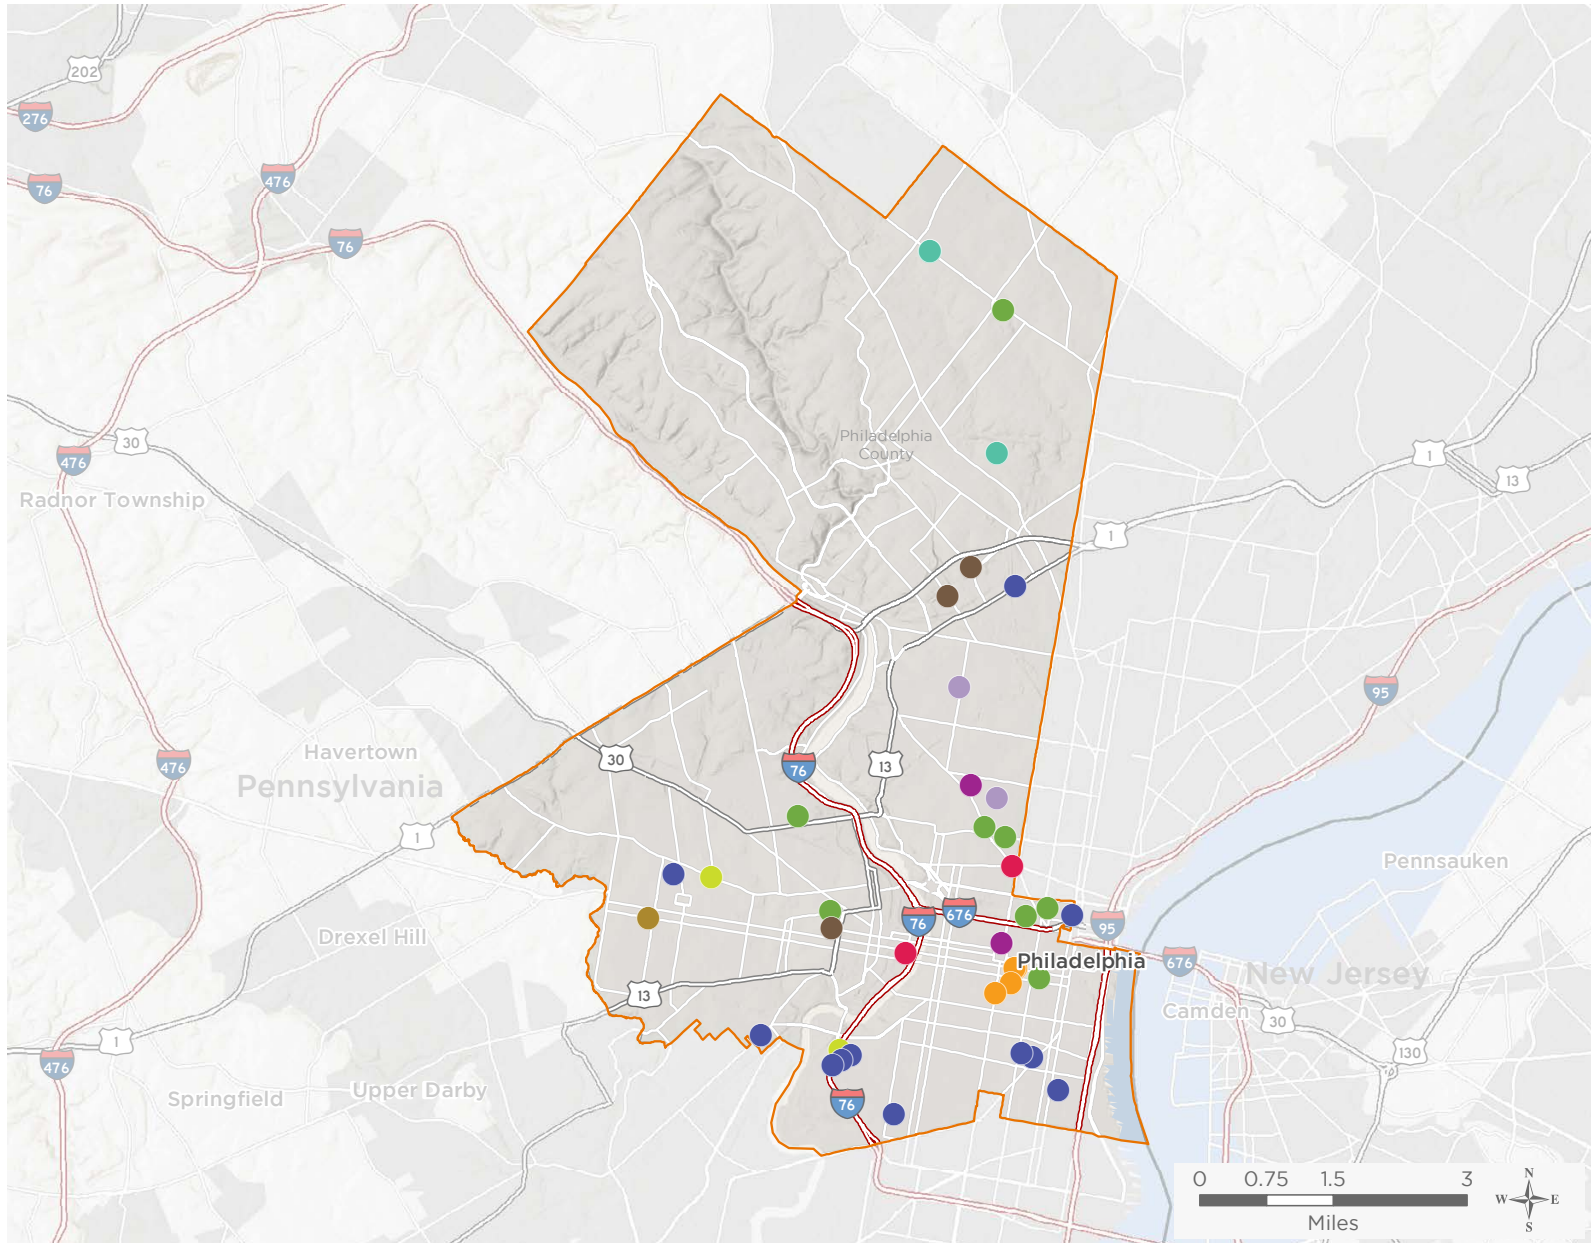 202
276
76
476
76
Philadelphia
County
30
476
Radnor Township
1
13
1
95
Havertown
476
Pennsylvania
30
76
13
1
Pennsauken
676
76
95
Drexel Hill
Philadelphia
676
New Jersey
13
Camden
30
1
476
130
Springfield
Upper Darby
76
0 0.75 1.5 3
Miles
N
W E
S